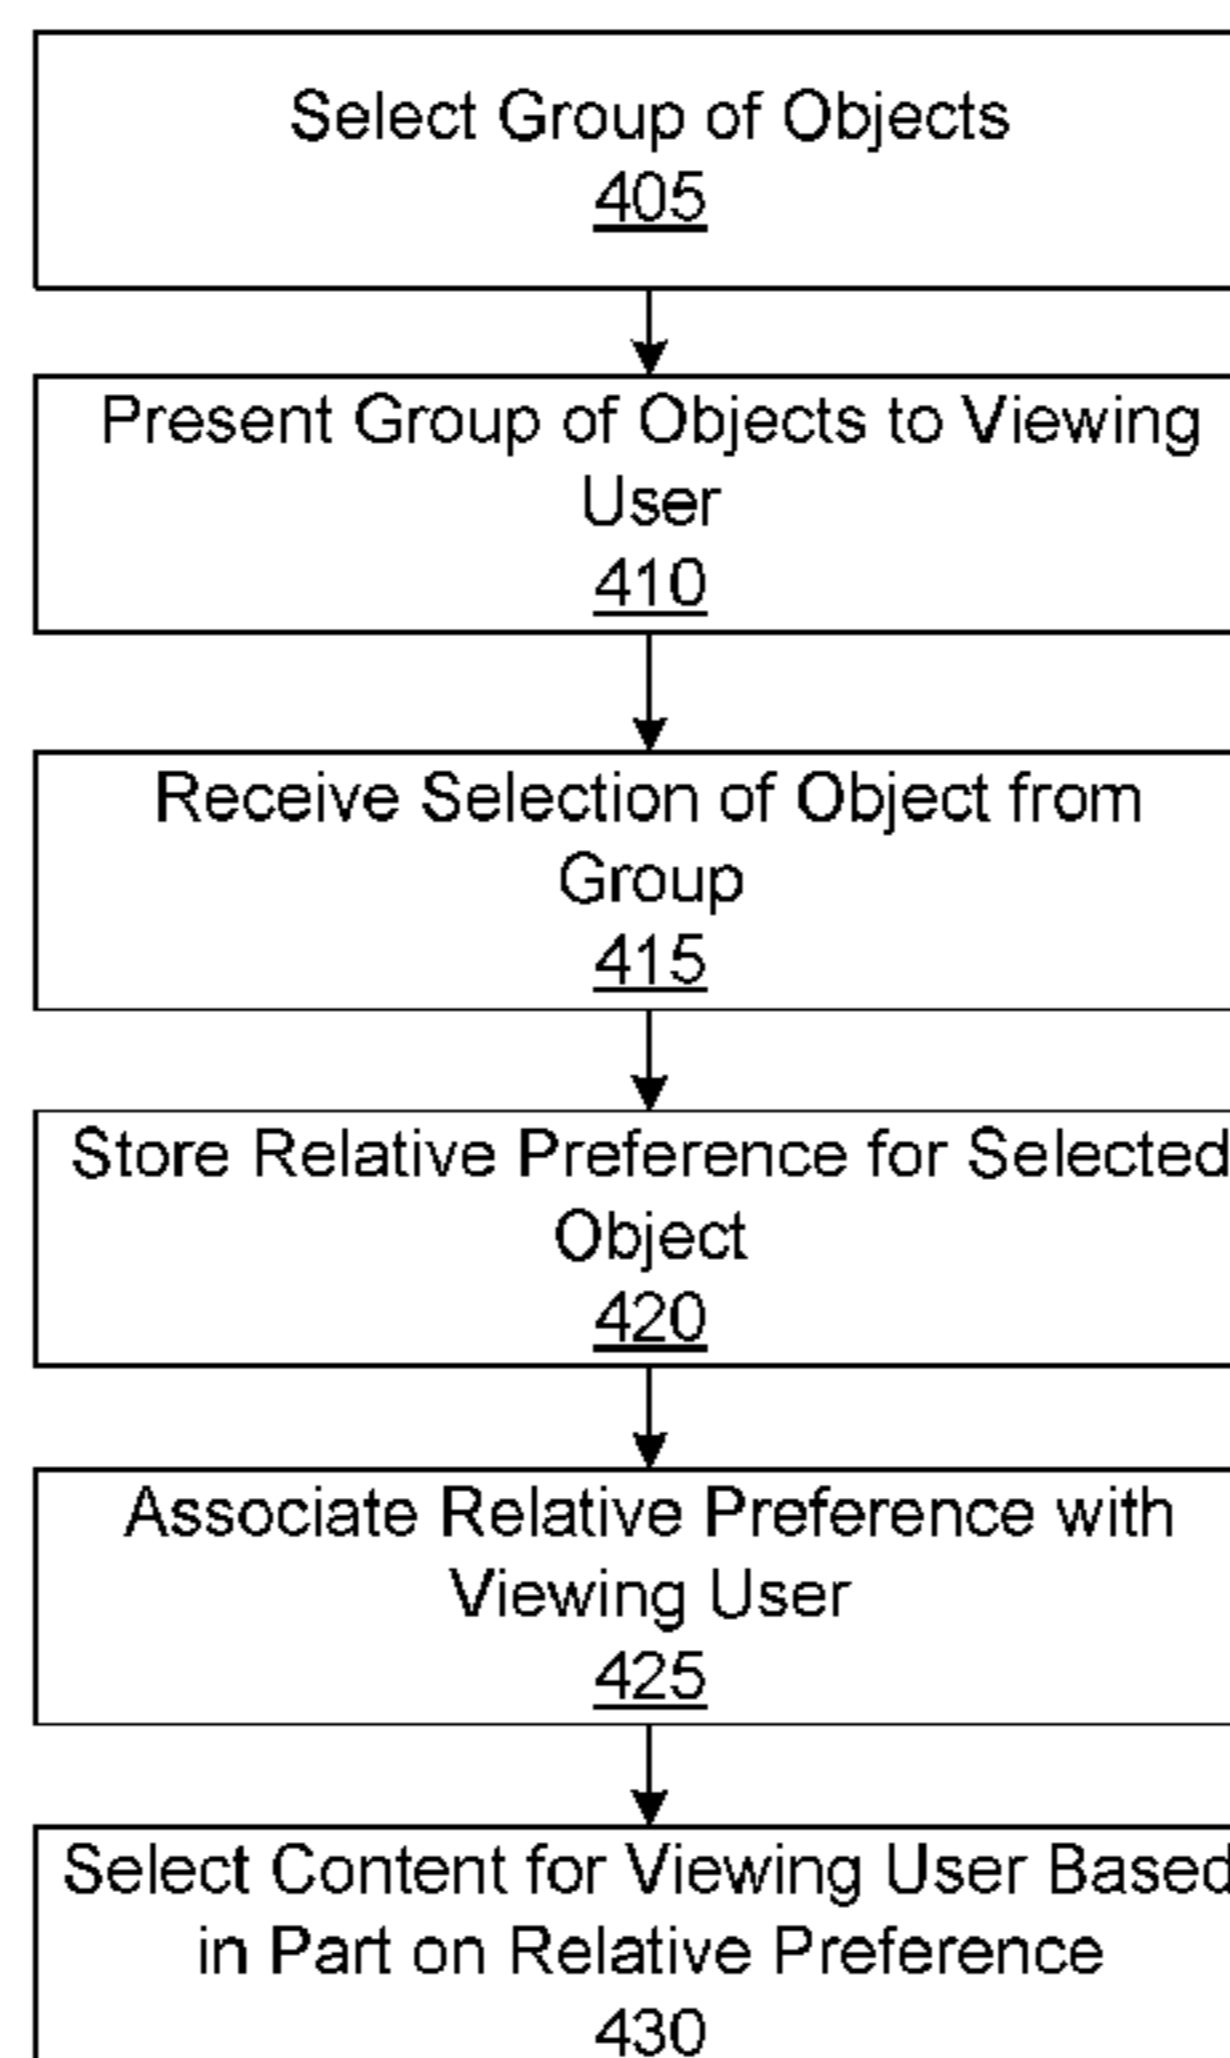 Select Group of Objects
405
Present Group of Objects to Viewing
User
410
Receive Selection of Object from
Group
415
Store Relative Preference for Selected
Object
420
Associate Relative Preference with
Viewing User
425
Select Content for Viewing User Based
in Part on Relative Preference
430